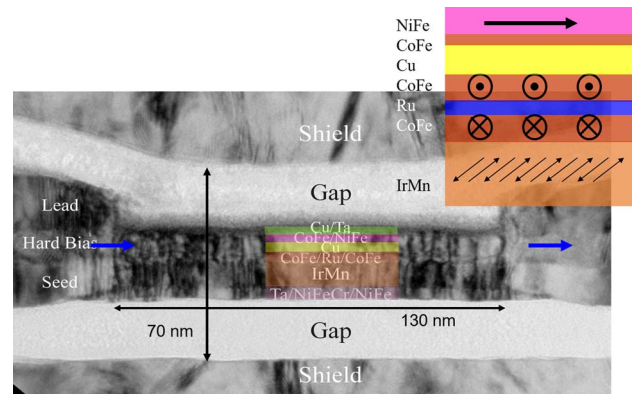 NiFe
CoFe
Cu
CoFe
Ru
CoFe
IrMn
Shield
Gap
Lead
Hard Bias
Seed
Cu/Ta
CoFe/NiFe
Cu
CoFe/Ru/CoFe
IrMn
Ta/NiFeCr/NiFe
70 nm
130 nm
Gap
Shield